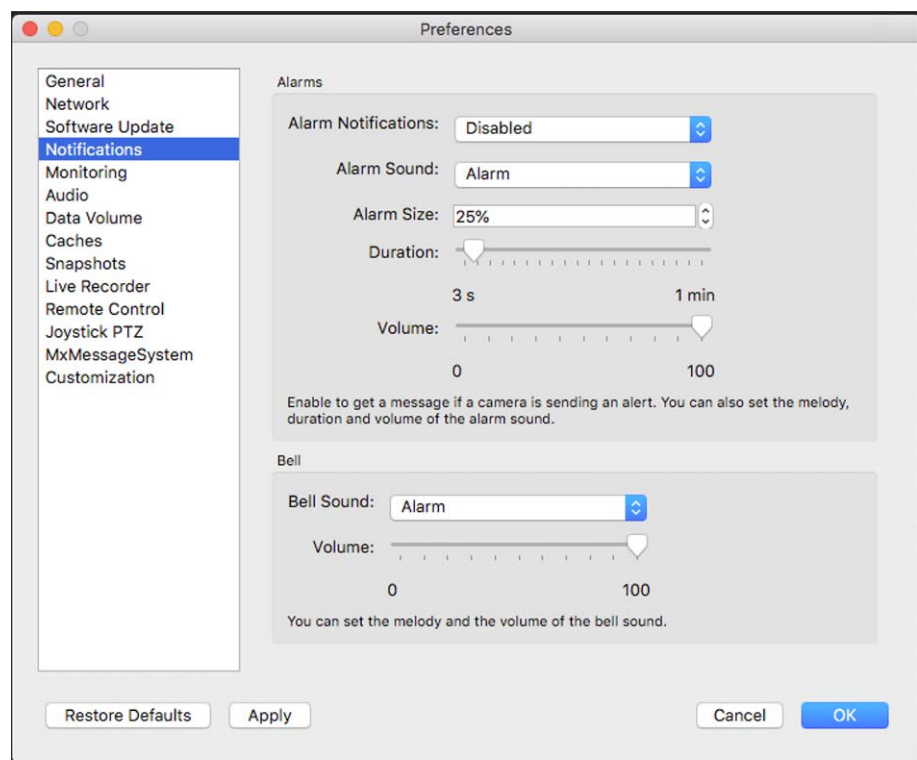 Preferences
General
Network
Software Update
Notifications
Monitoring
Audio
Data Volume
Caches
Snapshots
Live Recorder
Remote Control
Joystick PTZ
MxMessageSystem
Customization
Alarms
Alarm Notifications: Disabled
Alarm Sound: Alarm
Alarm Size: 25%
Duration:
3 s 1 min
Volume:
0 100
Enable to get a message if a camera is sending an alert. You can also set the melody,
duration and volume of the alarm sound.
Bell
Bell Sound: Alarm
Volume:
0 100
You can set the melody and the volume of the bell sound.
Restore Defaults Apply Cancel OK